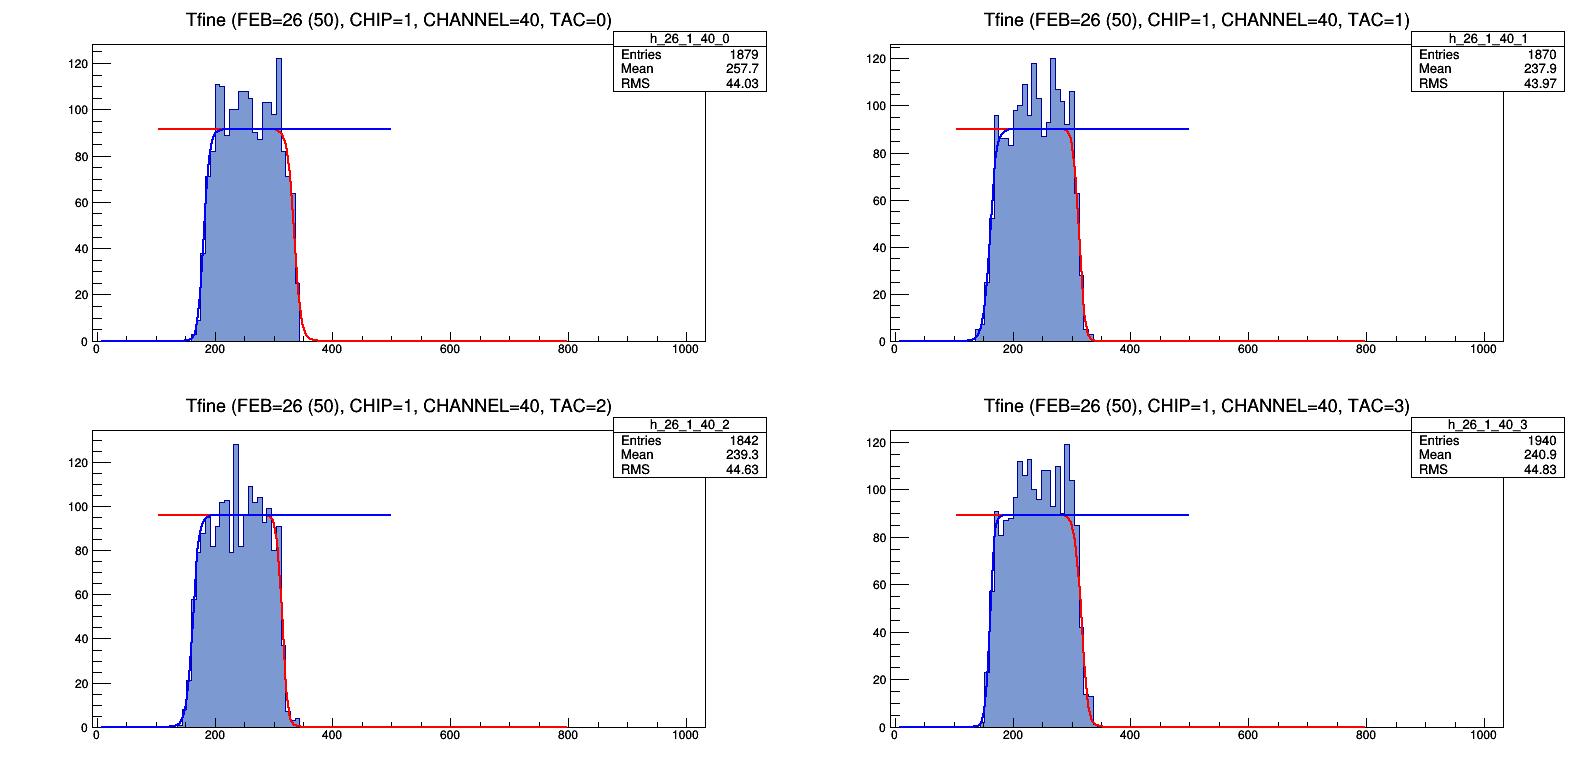 Tfine (FEB=26 (50), CHIP=1, CHANNEL=40, TAC=0)
h_26_1_40_0
Entries 1879
Mean 257.7
RMS 44.03
120
100
80
60
40
20
0
0 200 400 600 800 1000
Tfine (FEB=26 (50), CHIP=1, CHANNEL=40, TAC=1)
h_26_1_40_1
Entries 1870
Mean 237.9
RMS 43.97
120
100
80
60
40
20
0
0 200 400 600 800 1000
Tfine (FEB=26 (50), CHIP=1, CHANNEL=40, TAC=2)
h_26_1_40_2
Entries 1842
Mean 239.3
RMS 44.63
120
100
80
60
40
20
0
0 200 400 600 800 1000
Tfine (FEB=26 (50), CHIP=1, CHANNEL=40, TAC=3)
h_26_1_40_3
Entries 1940
Mean 240.9
RMS 44.83
120
100
80
60
40
20
0
0 200 400 600 800 1000